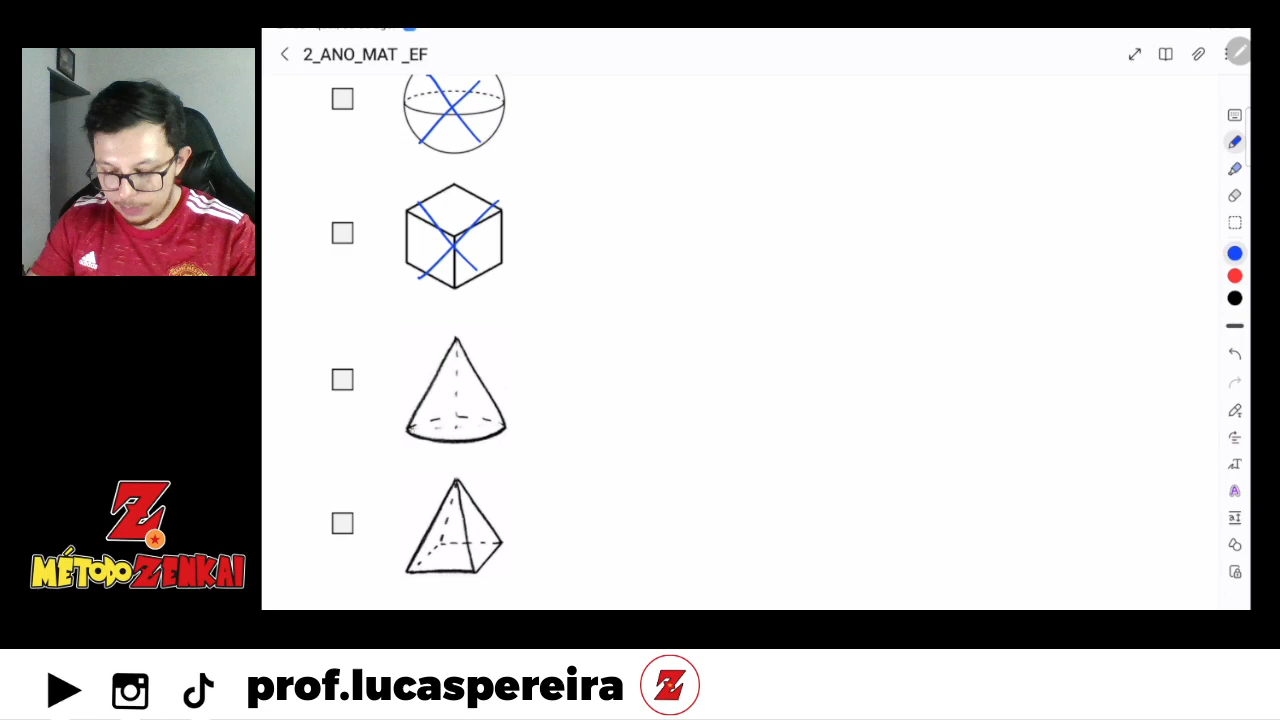 2_ANO_MAT _EF
Z
MÉTODO ZENKAI
prof.lucaspereira
Z